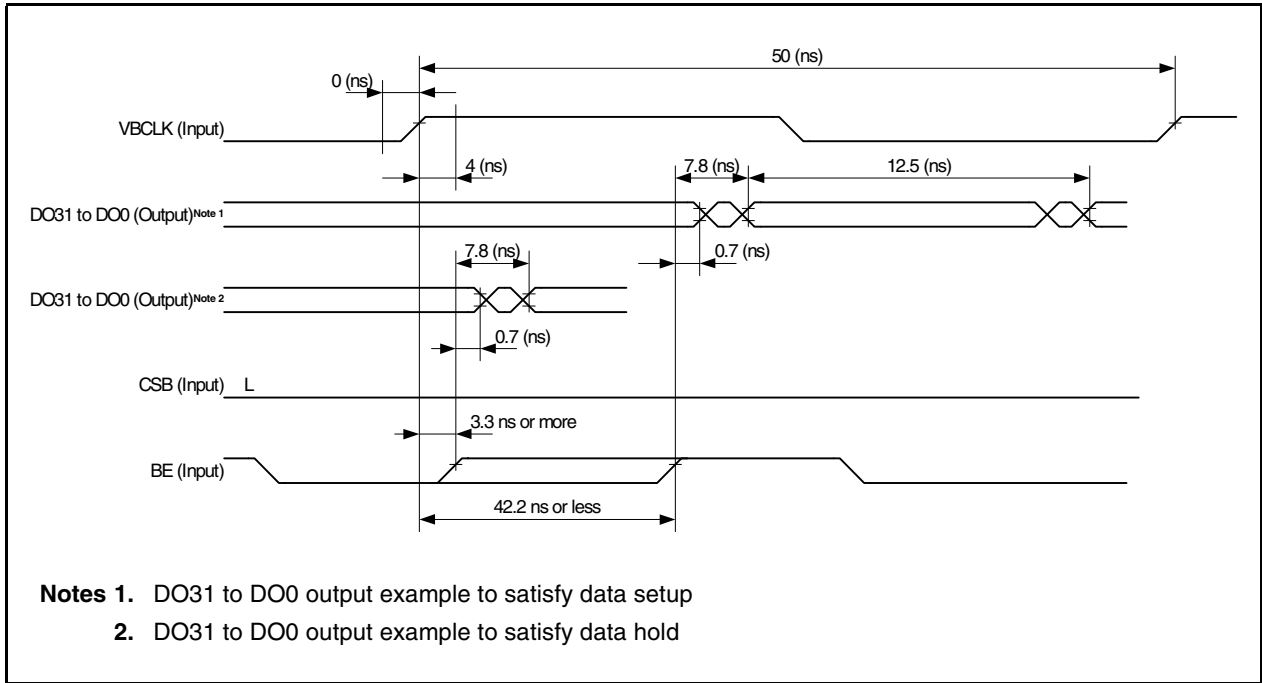 50 (ns)
0 (ns)
VBCLK (Input)
4 (ns)
7.8 (ns)
12.5 (ns)
DO31 to DO0 (Output)Note 1
0.7 (ns)
7.8 (ns)
DO31 to DO0 (Output)Note 2
0.7 (ns)
CSB (Input) L
3.3 ns or more
BE (Input)
42.2 ns or less
Notes 1. DO31 to DO0 output example to satisfy data setup
2. DO31 to DO0 output example to satisfy data hold